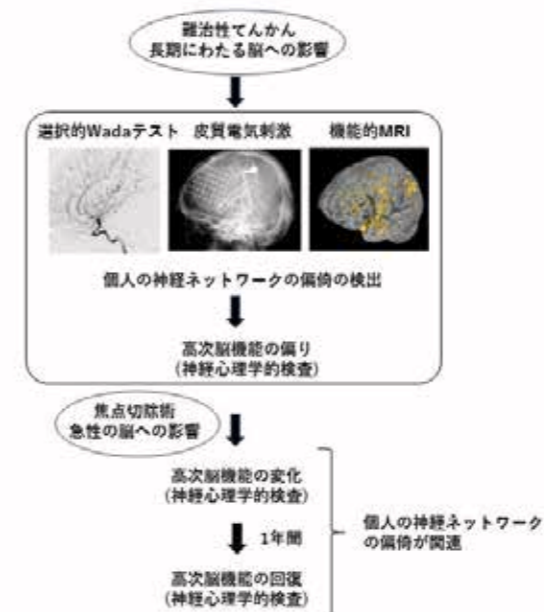 難治性てんかん
長期にわたる脳への影響
選択的Wadaテスト 皮質電気刺激 機能的MRI
個人の神経ネットワークの偏倚の検出
高次脳機能の偏り
(神経心理学的検査)
焦点切除術
急性の脳への影響
高次脳機能の変化
(神経心理学的検査)
1年間
個人の神経ネットワーク
の偏倚が関連
高次脳機能の回復
(神経心理学的検査)